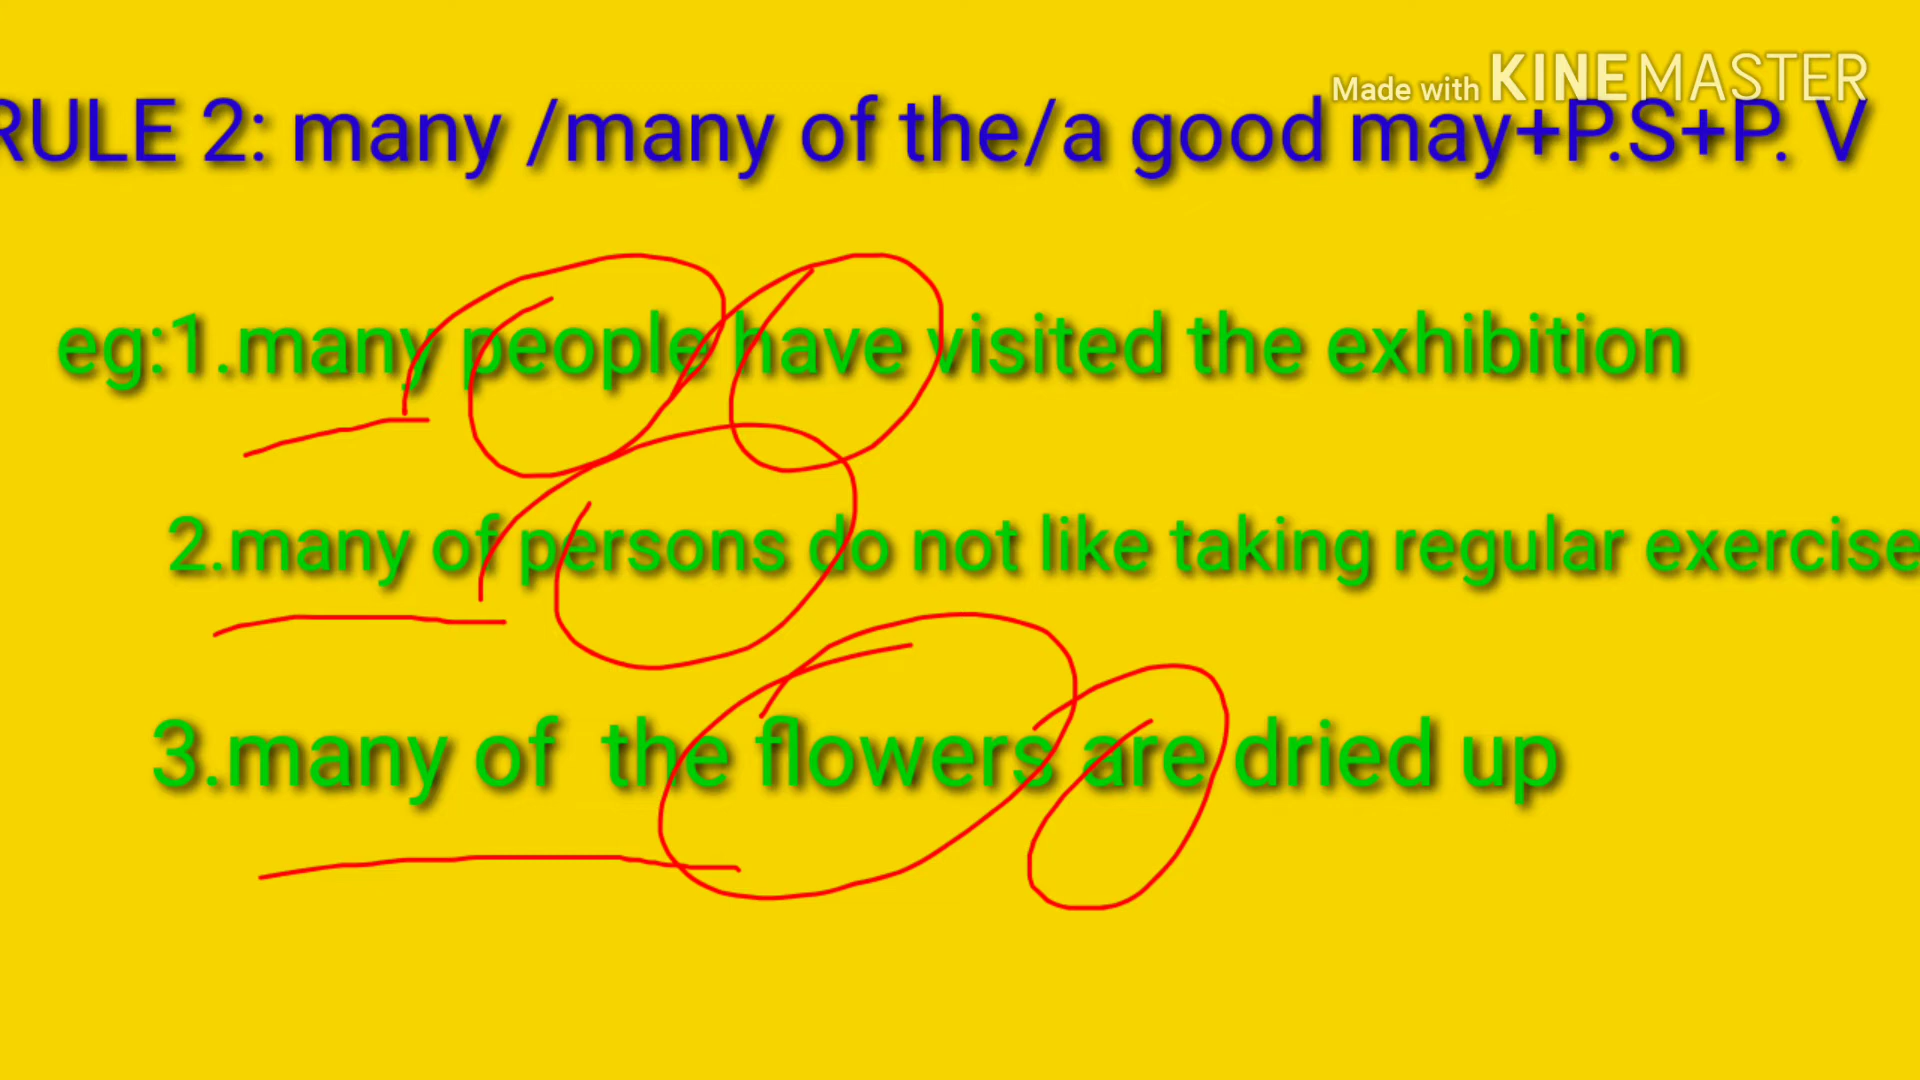 Made with KINEMASTER
RULE 2: many /many of the/a good may+P.S+P. V
eg:1.many people have visited the exhibition
2.many of persons do not like taking regular exercise
3.many of the flowers are dried up